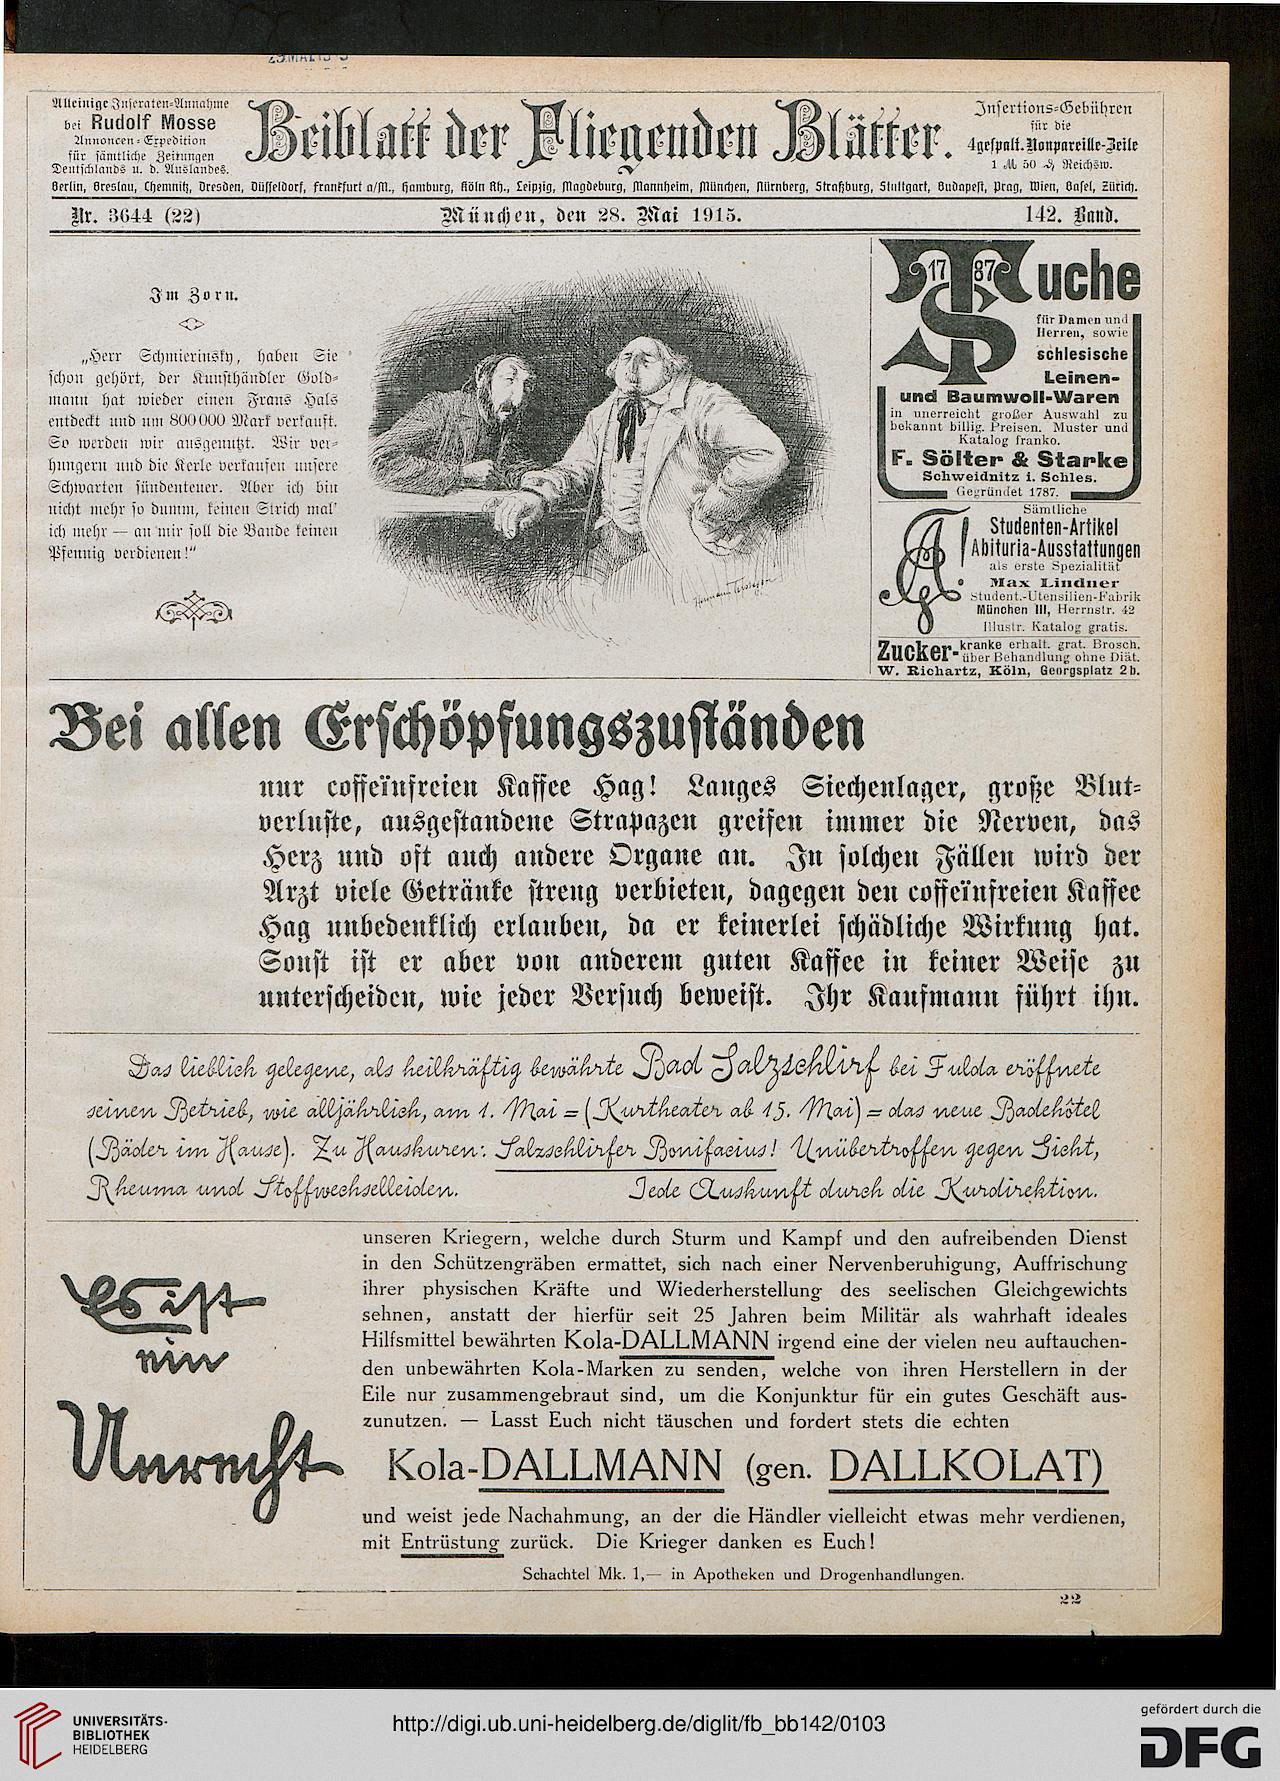 Alleinige Inseraten-Annahme
bei Rudolf Mosse
Annoncen-Expedition
für sämtliche Zeitungen
Deutschlands u. d. Auslandes.
Beiblatt der Fliegenden Blätter.
Insertions-Gebühren
für die
4gespalt. Nonpareille-Zeile
1 ℳ 50 ₰ Reichsw.
Berlin, Breslau, Chemnitz, Dresden, Düsseldorf, Frankfurt a/M., Hamburg, Köln Rh., Leipzig, Magdeburg, Mannheim, München, Nürnberg, Straßburg, Stuttgart, Budapest, Prag, Wien, Basel, Zürich.
Nr. 3644 (22)
München, den 28. Mai 1915.
142. Band.
Im Zorn.
„Herr Schmierinsky, haben Sie
schon gehört, der Kunsthändler Gold-
mann hat wieder einen Frans Hals
entdeckt und um 800000 Mark verkauft.
So werden wir ausgenutzt. Wir ver-
hungern und die Kerle verkaufen unsere
Schwarten sündenteuer. Aber ich bin
nicht mehr so dumm, keinen Strich mal'
ich mehr — an mir soll die Bande keinen
Pfennig verdienen!“
17 87
Tuche
für Damen und
Herren, sowie
schlesische
Leinen-
und Baumwoll-Waren
in unerreicht großer Auswahl zu
bekannt billig. Preisen. Muster und
Katalog franko.
F. Sölter & Starke
Schweidnitz i. Schles.
Gegründet 1787.
Sämtliche
Studenten-Artikel
Abituria-Ausstattungen
als erste Spezialität
Max Lindner
Student.-Utensilien-Fabrik
München III, Herrnstr. 42
Illustr. Katalog gratis.
Zucker-kranke erhalt. grat. Brosch.
über Behandlung ohne Diät.
W. Richartz, Köln, Georgsplatz 2b.
Bei allen Erschöpfungszuständen
nur coffeïnfreien Kaffee Hag! Langes Siechenlager, große Blut-
verluste, ausgestandene Strapazen greifen immer die Nerven, das
Herz und oft auch andere Organe an. In solchen Fällen wird der
Arzt viele Getränke streng verbieten, dagegen den coffeïnfreien Kaffee
Hag unbedenklich erlauben, da er keinerlei schädliche Wirkung hat.
Sonst ist er aber von anderem guten Kaffee in keiner Weise zu
unterscheiden, wie jeder Versuch beweist. Ihr Kaufmann führt ihn.
Das lieblich gelegene, als heilkräftig bewährte Bad Salzschlirf bei Fulda eröffnete
seinen Betrieb, wie alljährlich, am 1. Mai = (Kurtheater ab 15. Mai) = das neue Badehôtel
(Bäder im Hause). Zu Hauskuren: Salzschlirfer Bonifacius! Unübertroffen gegen Gicht,
Rheuma und Stoffwechselleiden. Jede Auskunft durch die Kurdirektion.
Es ist
ein
Unrecht
unseren Kriegern, welche durch Sturm und Kampf und den aufreibenden Dienst
in den Schützengräben ermattet, sich nach einer Nervenberuhigung, Auffrischung
ihrer physischen Kräfte und Wiederherstellung des seelischen Gleichgewichts
sehnen, anstatt der hierfür seit 25 Jahren beim Militär als wahrhaft ideales
Hilfsmittel bewährten Kola-DALLMANN irgend eine der vielen neu auftauchen-
den unbewährten Kola-Marken zu senden, welche von ihren Herstellern in der
Eile nur zusammengebraut sind, um die Konjunktur für ein gutes Geschäft aus-
zunutzen. — Lasst Euch nicht täuschen und fordert stets die echten
Kola-DALLMANN (gen. DALLKOLAT)
und weist jede Nachahmung, an der die Händler vielleicht etwas mehr verdienen,
mit Entrüstung zurück. Die Krieger danken es Euch!
Schachtel Mk. 1,— in Apotheken und Drogenhandlungen.
22
UNIVERSITÄTS-
BIBLIOTHEK
HEIDELBERG
http://digi.ub.uni-heidelberg.de/diglit/fb_bb142/0103
gefördert durch die
DFG